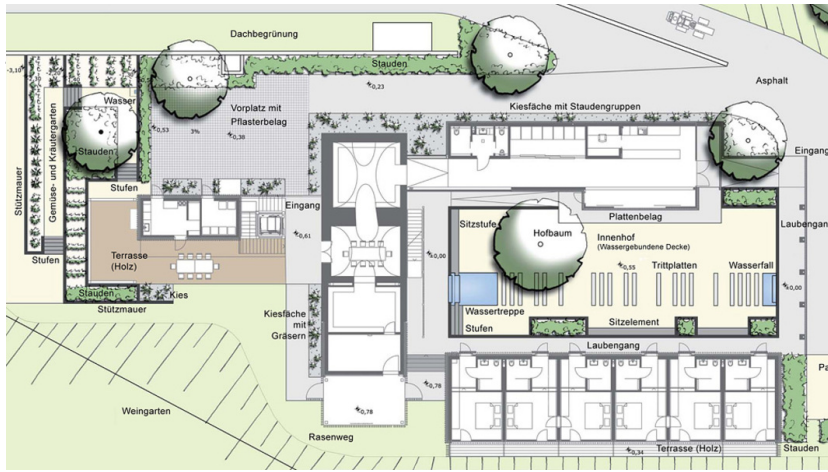 Dachbegrünung
Stauden
-3,10
0,23
Asphalt
Wasser
Vorplatz mit
Pflasterbelag
0,53
3%
0,38
Kiesfäche mit Staudengruppen
Stützmauer
Gemüse- und Kräutergarten
Stauden
Stufen
Eingang
Eingang
0,61
Plattenbelag
Laubengang
Sitzstufe
Hofbaum
Innenhof
(Wassergebundene Decke)
Terrasse
(Holz)
Stufen
±0,00
0,55
Trittplatten
Wasserfall
±0,00
Stauden
Kies
Stützmauer
Kiesfäche
mit
Gräsern
Wassertreppe
Stufen
Sitzelement
Laubengang
0,78
Pa
Weingarten
0,78
Rasenweg
Terrasse (Holz)
0,34
Stauden